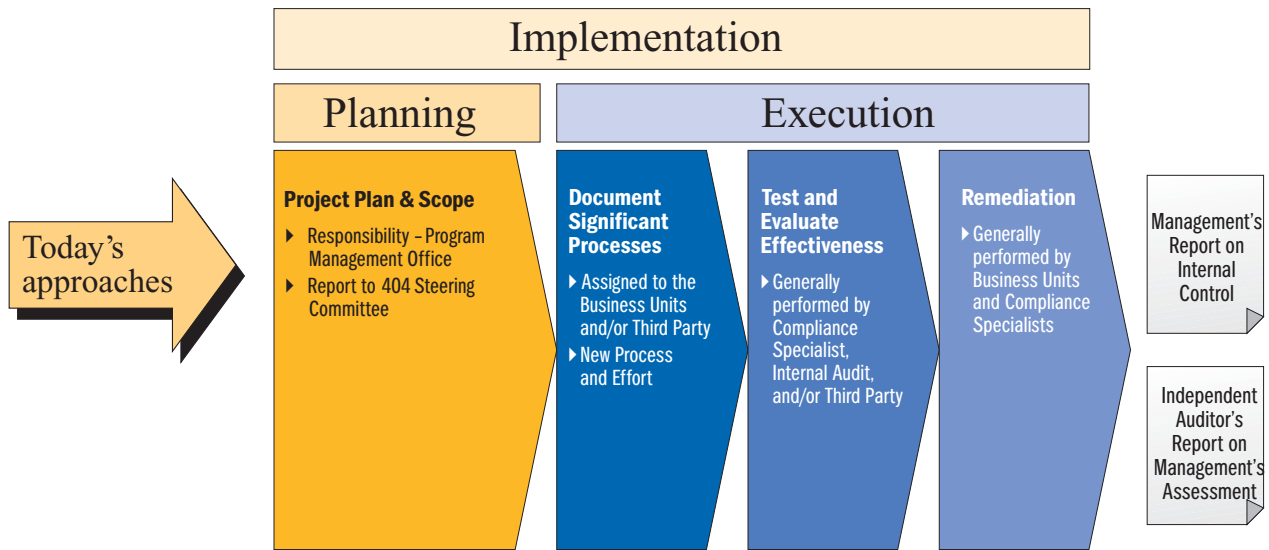 Implementation
Planning
Execution
Today's
approaches
Project Plan & Scope
Responsibility – Program
Management Office
Report to 404 Steering
Committee
Document
Significant
Processes
Assigned to the
Business Units
and/or Third Party
New Process
and Effort
Test and
Evaluate
Effectiveness
Generally
performed by
Compliance
Specialist,
Internal Audit,
and/or Third Party
Remediation
Generally
performed by
Business Units
and Compliance
Specialists
Management's
Report on
Internal
Control
Independent
Auditor's
Report on
Management's
Assessment